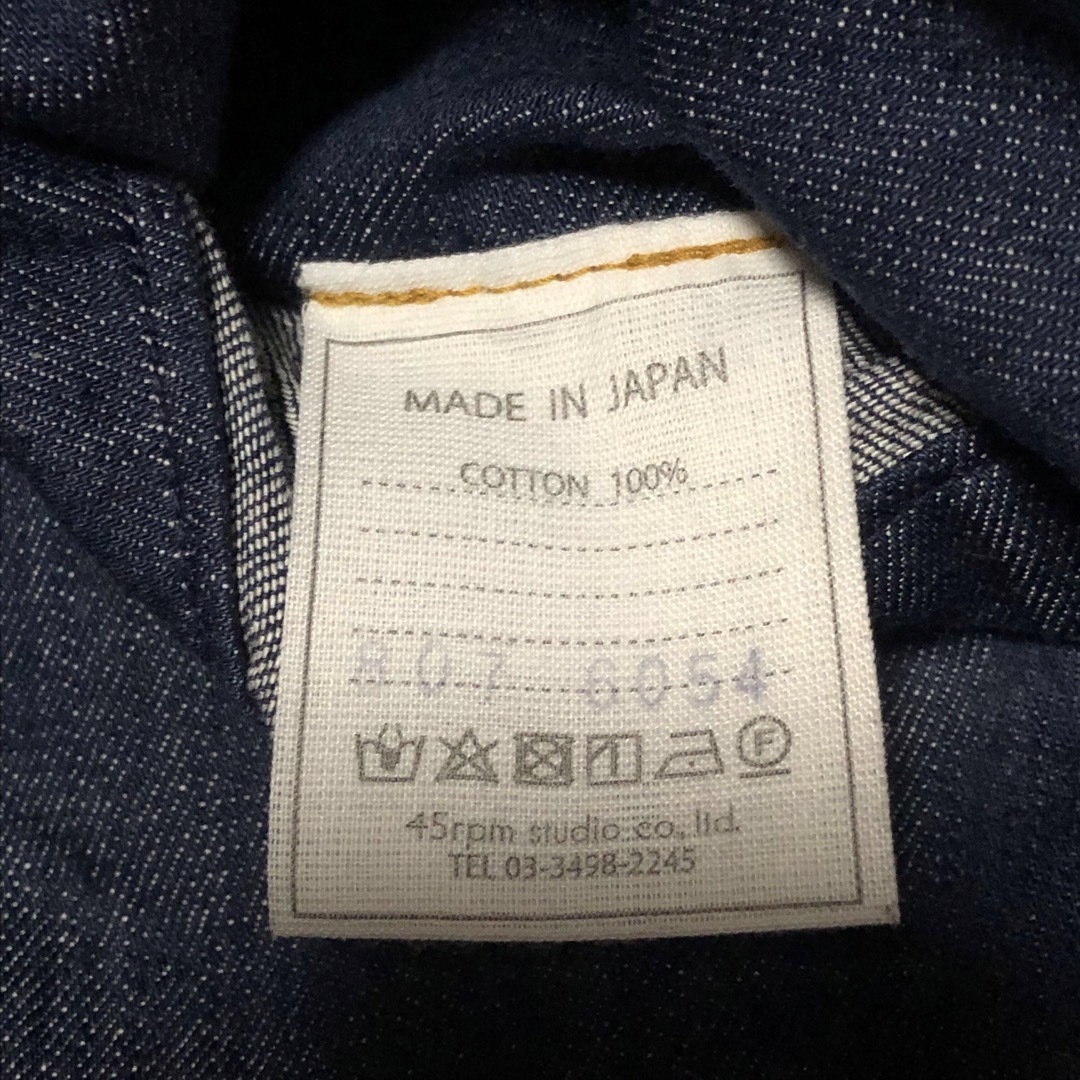 MADE IN JAPAN
COTTON 100%
807 6054
F
45rpm studio co., ltd.
TEL 03-3498-2245